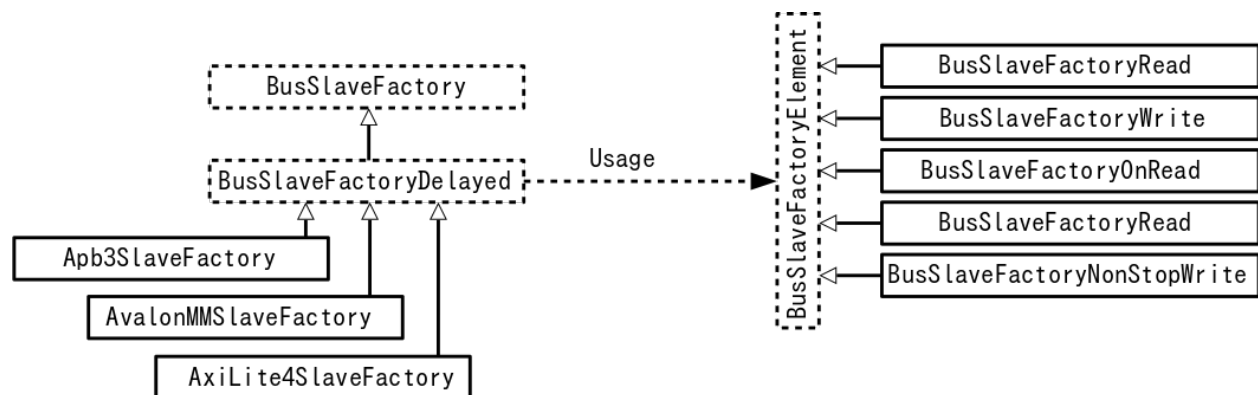 BusSlaveFactory
BusSlaveFactoryDelayed
Apb3SlaveFactory
AvalonMMSlaveFactory
AxiLite4SlaveFactory
Usage
BusSlaveFactoryElement
BusSlaveFactoryRead
BusSlaveFactoryWrite
BusSlaveFactoryOnRead
BusSlaveFactoryRead
BusSlaveFactoryNonStopWrite